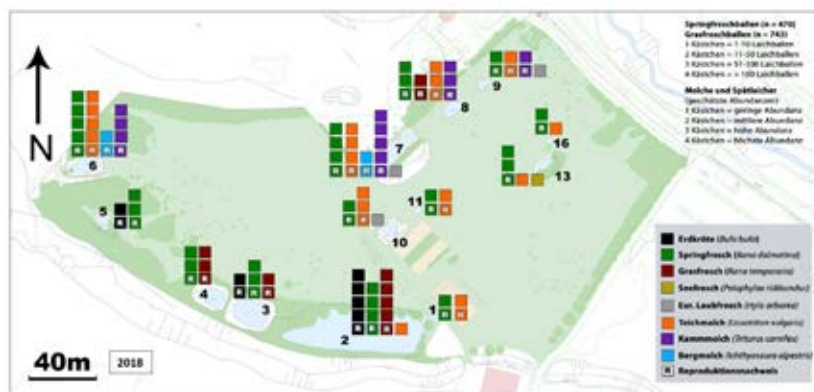 Springfroschballen (n = 470)
Grasfroschballen (n = 743)
1 Kästchen = 1-10 Laichballen
2 Kästchen = 11-50 Laichballen
3 Kästchen = 51-100 Laichballen
4 Kästchen = > 100 Laichballen
Molche und Spätlaicher
(geschätzte Abundanzen)
1 Kästchen = geringe Abundanz
2 Kästchen = mittlere Abundanz
3 Kästchen = hohe Abundanz
4 Kästchen = höchste Abundanz
N
9
8
16
7
6
13
5
11
10
4
3
1
2
Erdkröte (Bufo bufo)
Springfrosch (Rana dalmatina)
Grasfrosch (Rana temporaria)
Seefrosch (Pelophylax ridibundus)
Eur. Laubfrosch (Hyla arborea)
Teichmolch (Lissotriton vulgaris)
Kammmolch (Triturus carnifex)
Bergmolch (Ichthyosaura alpestris)
R Reproduktionsnachweis
40m
2018